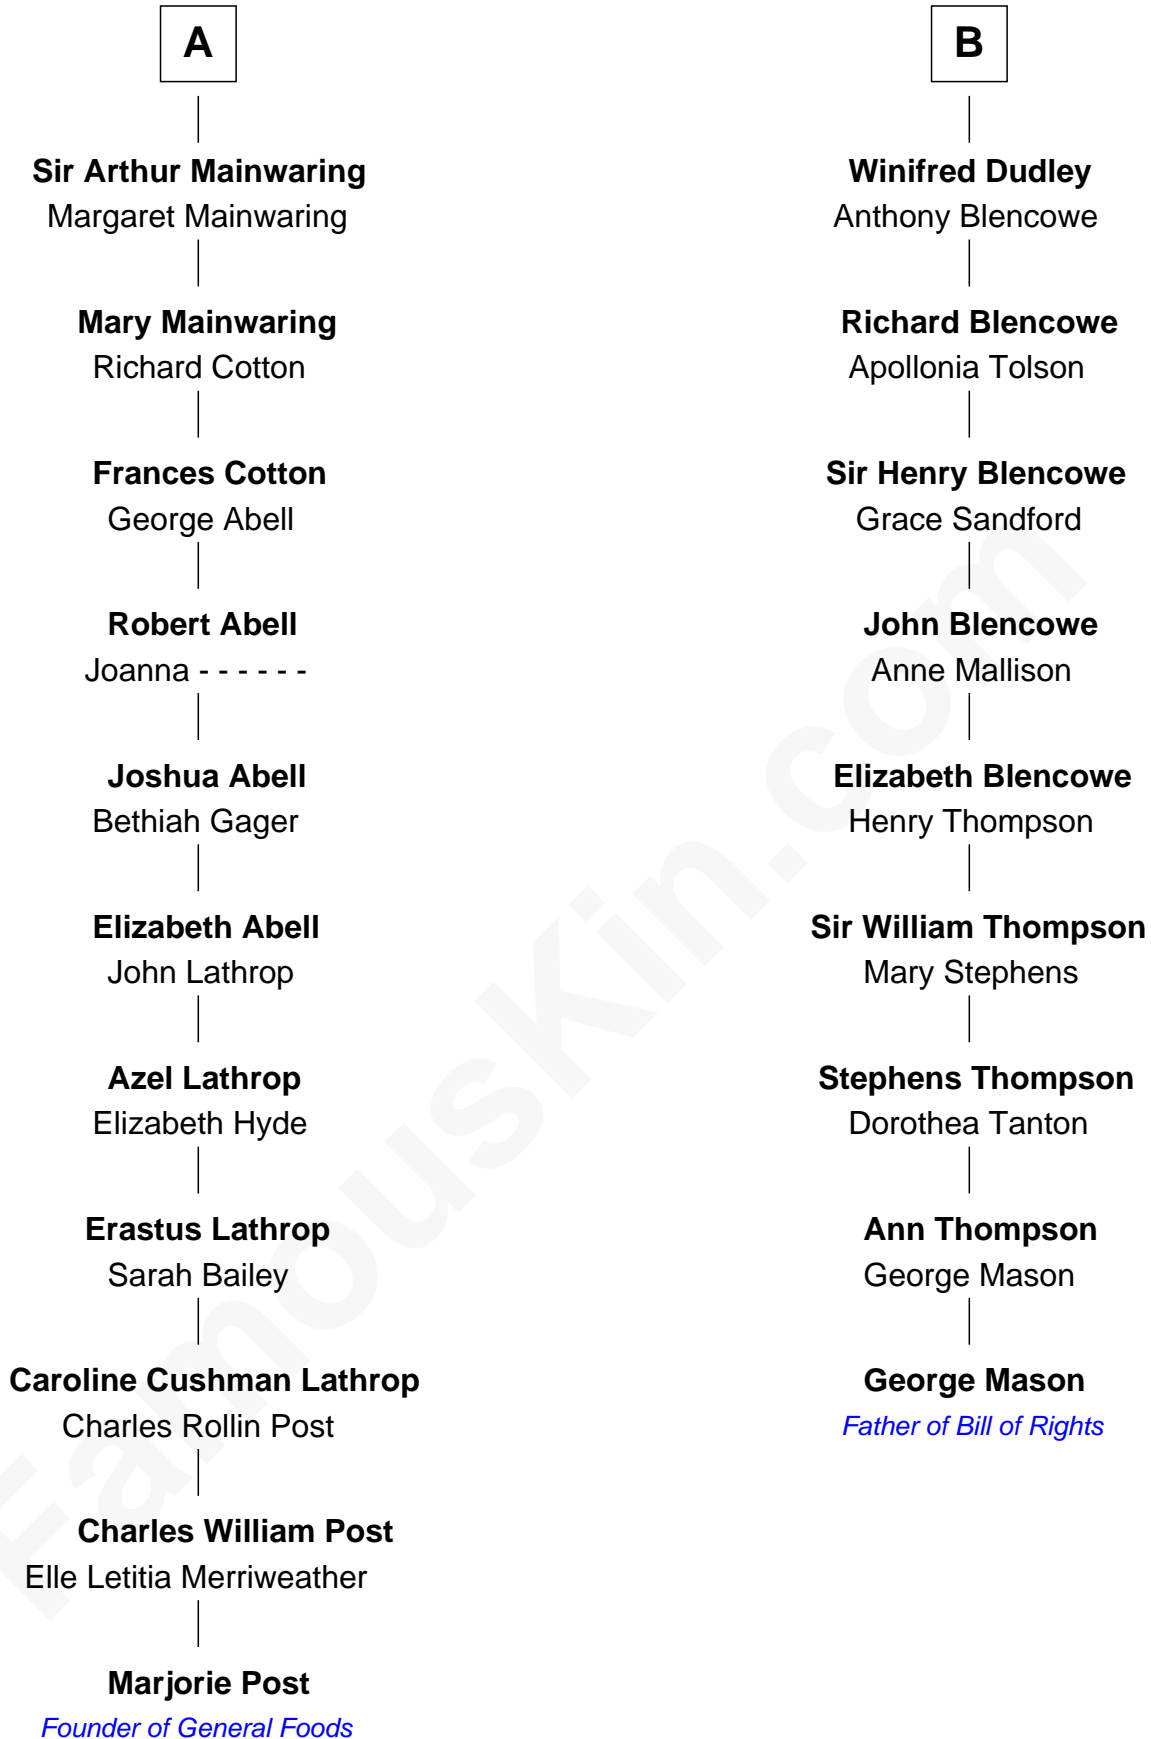 A
Sir Arthur Mainwaring
Margaret Mainwaring
Mary Mainwaring
Richard Cotton
Frances Cotton
George Abell
Robert Abell
Joanna - - - - - -
Joshua Abell
Bethiah Gager
Elizabeth Abell
John Lathrop
Azel Lathrop
Elizabeth Hyde
Erastus Lathrop
Sarah Bailey
Caroline Cushman Lathrop
Charles Rollin Post
Charles William Post
Elle Letitia Merriweather
Marjorie Post
Founder of General Foods
B
Winifred Dudley
Anthony Blencowe
Richard Blencowe
Apollonia Tolson
Sir Henry Blencowe
Grace Sandford
John Blencowe
Anne Mallison
Elizabeth Blencowe
Henry Thompson
Sir William Thompson
Mary Stephens
Stephens Thompson
Dorothea Tanton
Ann Thompson
George Mason
George Mason
Father of Bill of Rights
FamousKin.com